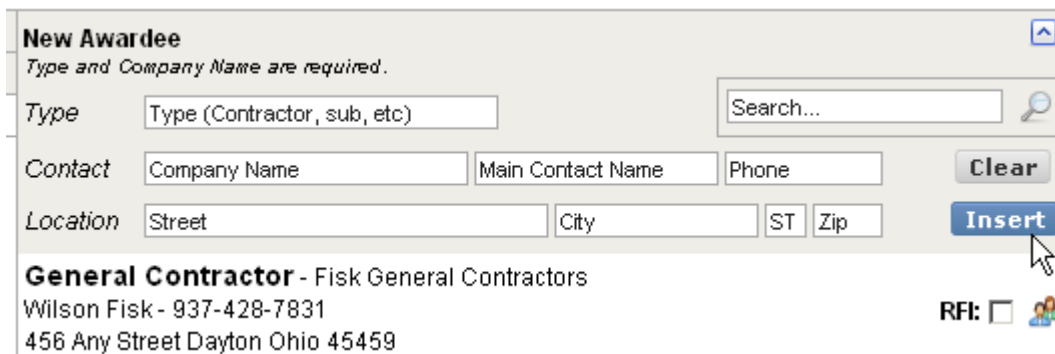 New Awardee
Type and Company Name are required.
Type Type (Contractor, sub, etc) Search...
Contact Company Name Main Contact Name Phone Clear
Location Street City ST Zip Insert
General Contractor - Fisk General Contractors
Wilson Fisk - 937-428-7831 RFI:
456 Any Street Dayton Ohio 45459